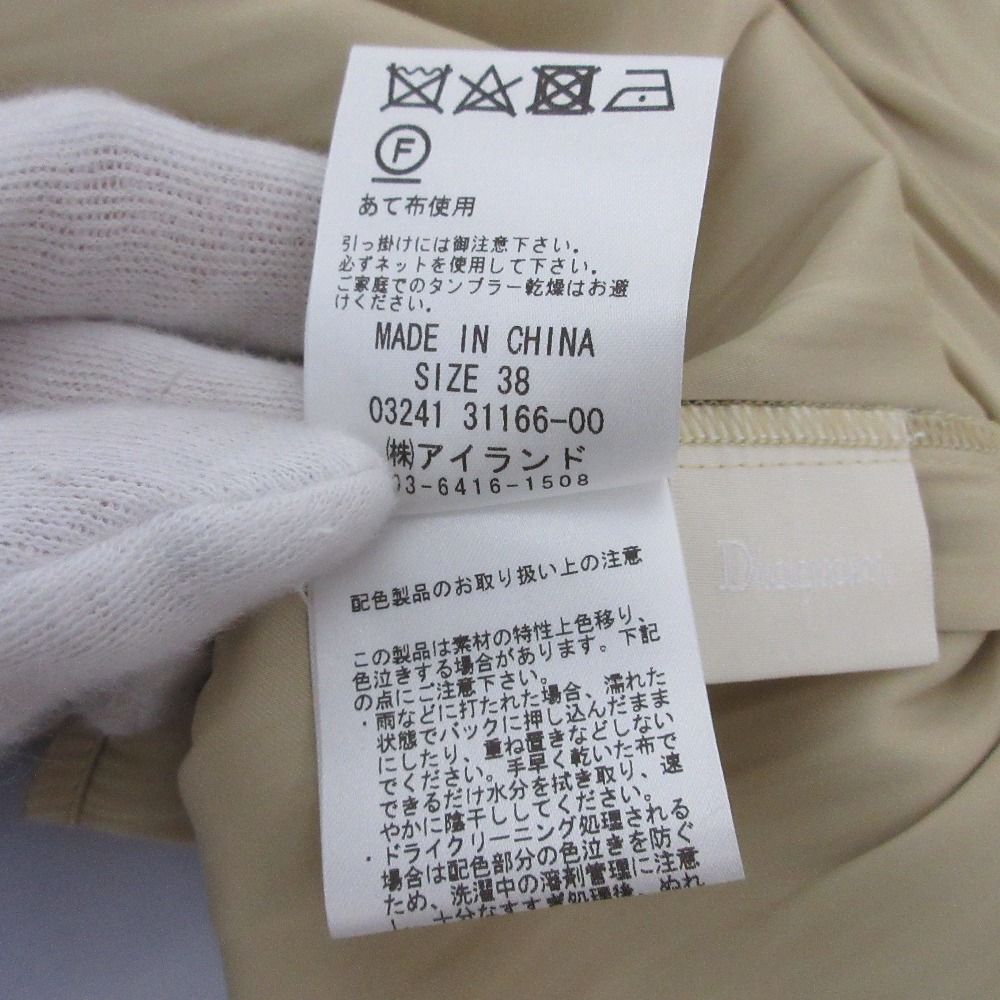 F
あて布使用
引っ掛けには御注意下さい。
必ずネットを使用して下さい。
ご家庭でのタンブラー乾燥はお避
けください。
MADE IN CHINA
SIZE 38
03241 31166-00
(株)アイランド
03-6416-1508
配色製品のお取り扱い上の注意
この製品は素材の特性上色移り、
色泣きする場合があります。下記
の点にご注意下さい。
・雨などに打たれた場合、濡れた
状態でバックに押し込んだまま
にしたり、重ね置きなどしない
でください。手早く乾いた布で
できるだけ水分を拭き取り、速
やかに陰干ししてください。
・ドライクリーニング処理される
場合は配色部分の色泣きを防ぐ
ため、洗濯中の溶剤管理に注意
し、十分なすすぎ処理後、ぬれ